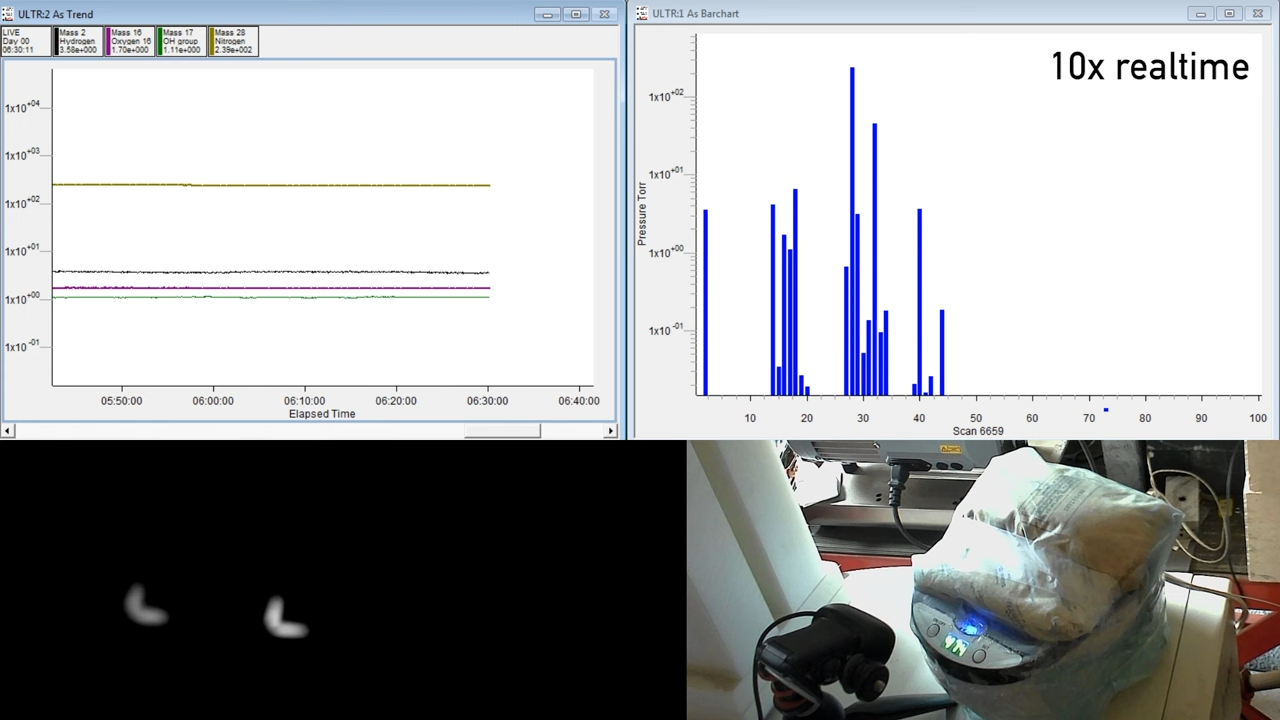 ULTR:2 As Trend
LIVE
Day 00
06:30:11
Mass 2
Hydrogen
3.58e+000
Mass 16
Oxygen 16
1.70e+000
Mass 17
OH group
1.11e+000
Mass 28
Nitrogen
2.39e+002
1x10+04
1x10+03
1x10+02
1x10+01
1x10+00
1x10-01
05:50:00 06:00:00 06:10:00 06:20:00 06:30:00 06:40:00
Elapsed Time
ULTR:1 As Barchart
10x realtime
1x10+02
1x10+01
1x10+00
1x10-01
Pressure Torr
10 20 30 40 50 60 70 80 90 100
Scan 6659